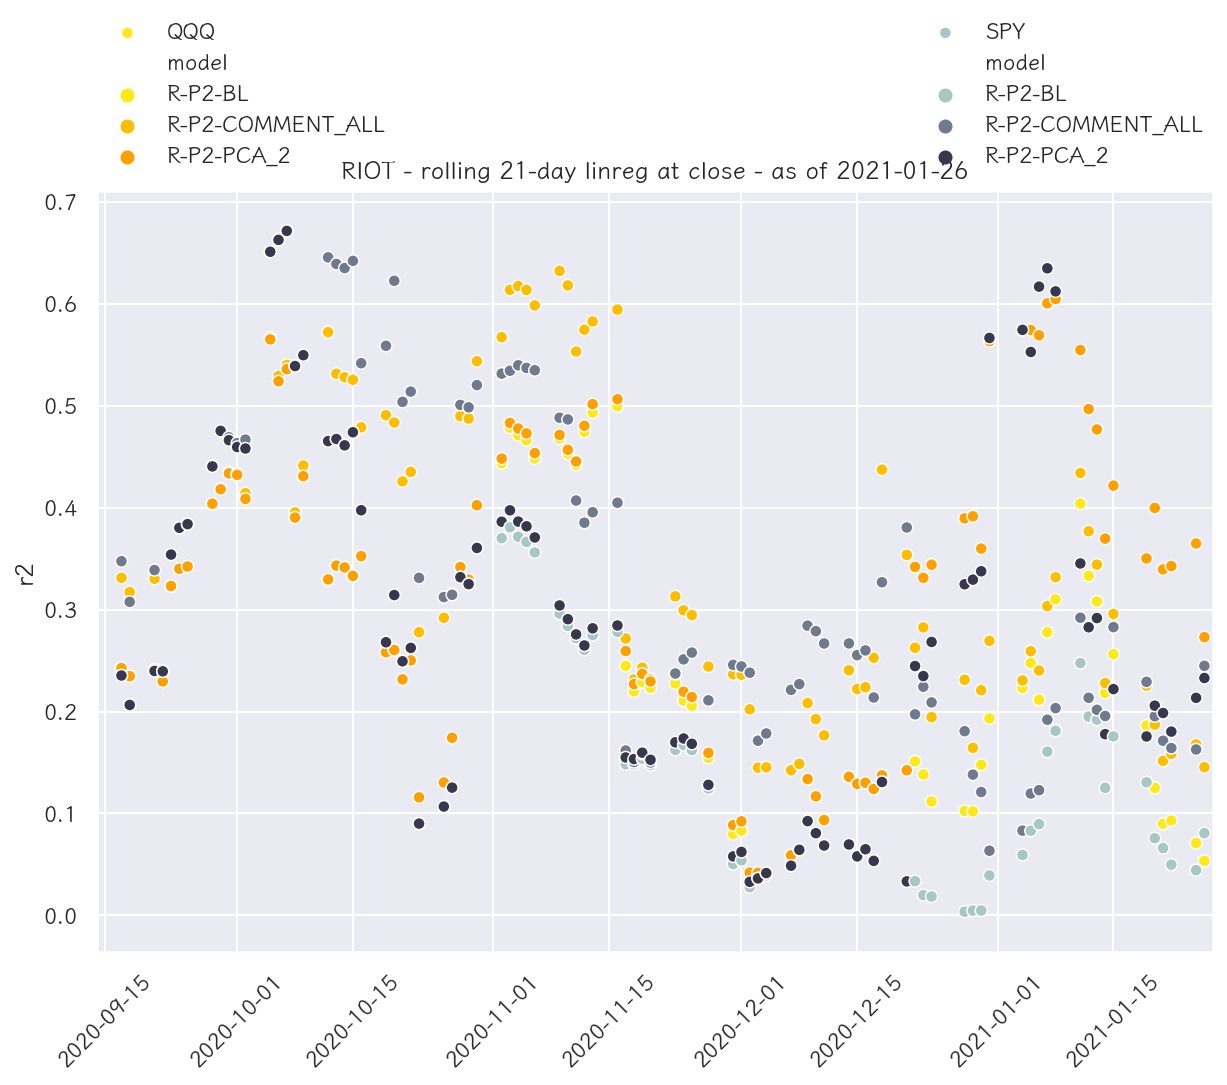 QQQ
model
R-P2-BL
R-P2-COMMENT_ALL
R-P2-PCA_2
SPY
model
R-P2-BL
R-P2-COMMENT_ALL
R-P2-PCA_2
RIOT - rolling 21-day linreg at close - as of 2021-01-26
0.7
0.6
0.5
0.4
0.3
0.2
0.1
0.0
r2
2020-09-15
2020-10-01
2020-10-15
2020-11-01
2020-11-15
2020-12-01
2020-12-15
2021-01-01
2021-01-15